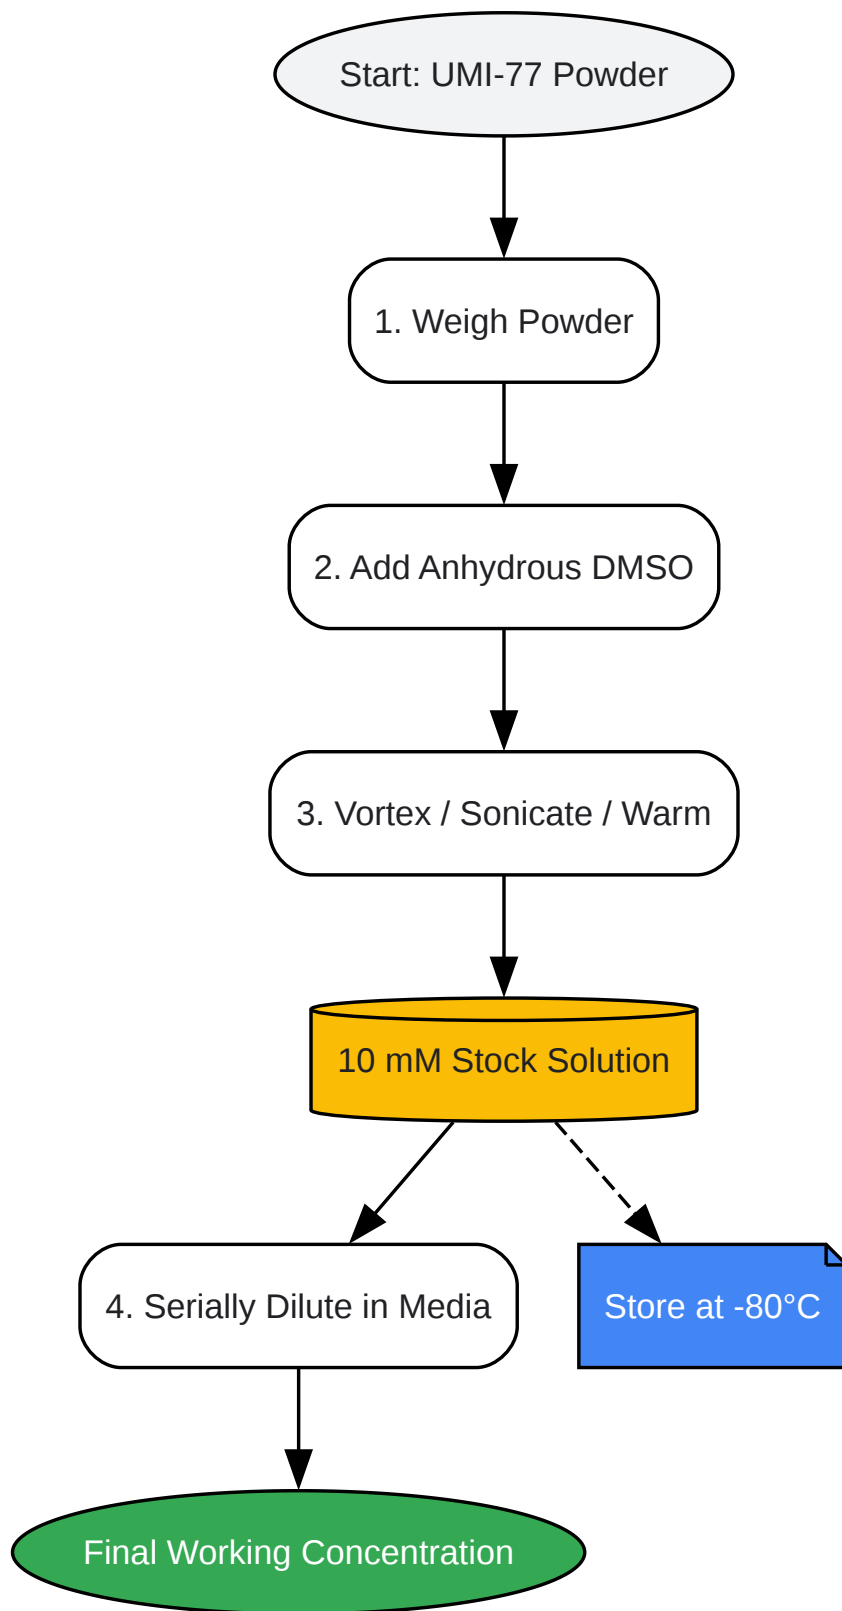 Start: UMI-77 Powder
1. Weigh Powder
2. Add Anhydrous DMSO
3. Vortex / Sonicate / Warm
10 mM Stock Solution
4. Serially Dilute in Media
Store at -80°C
Final Working Concentration